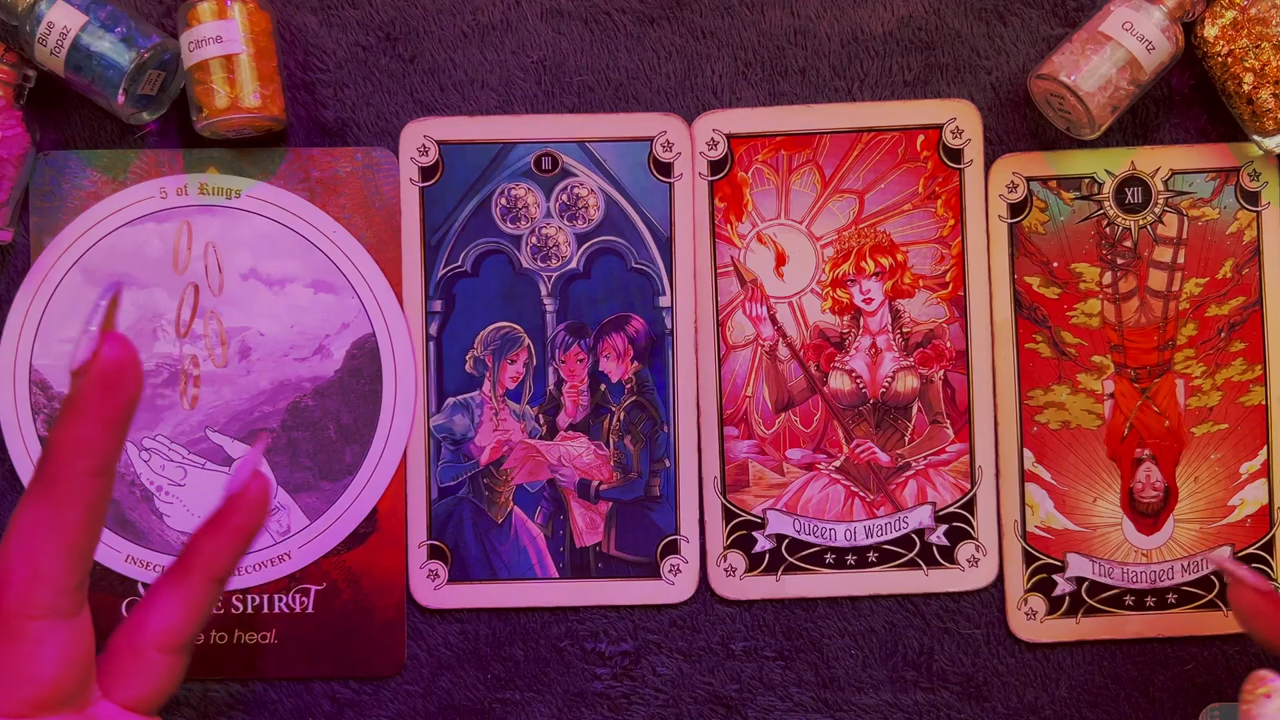 Blue
Topaz
Citrine
Quartz
5 of Rings
RECOVERY
SPIRIT
to heal.
III
Queen of Wands
XII
The Hanged Man